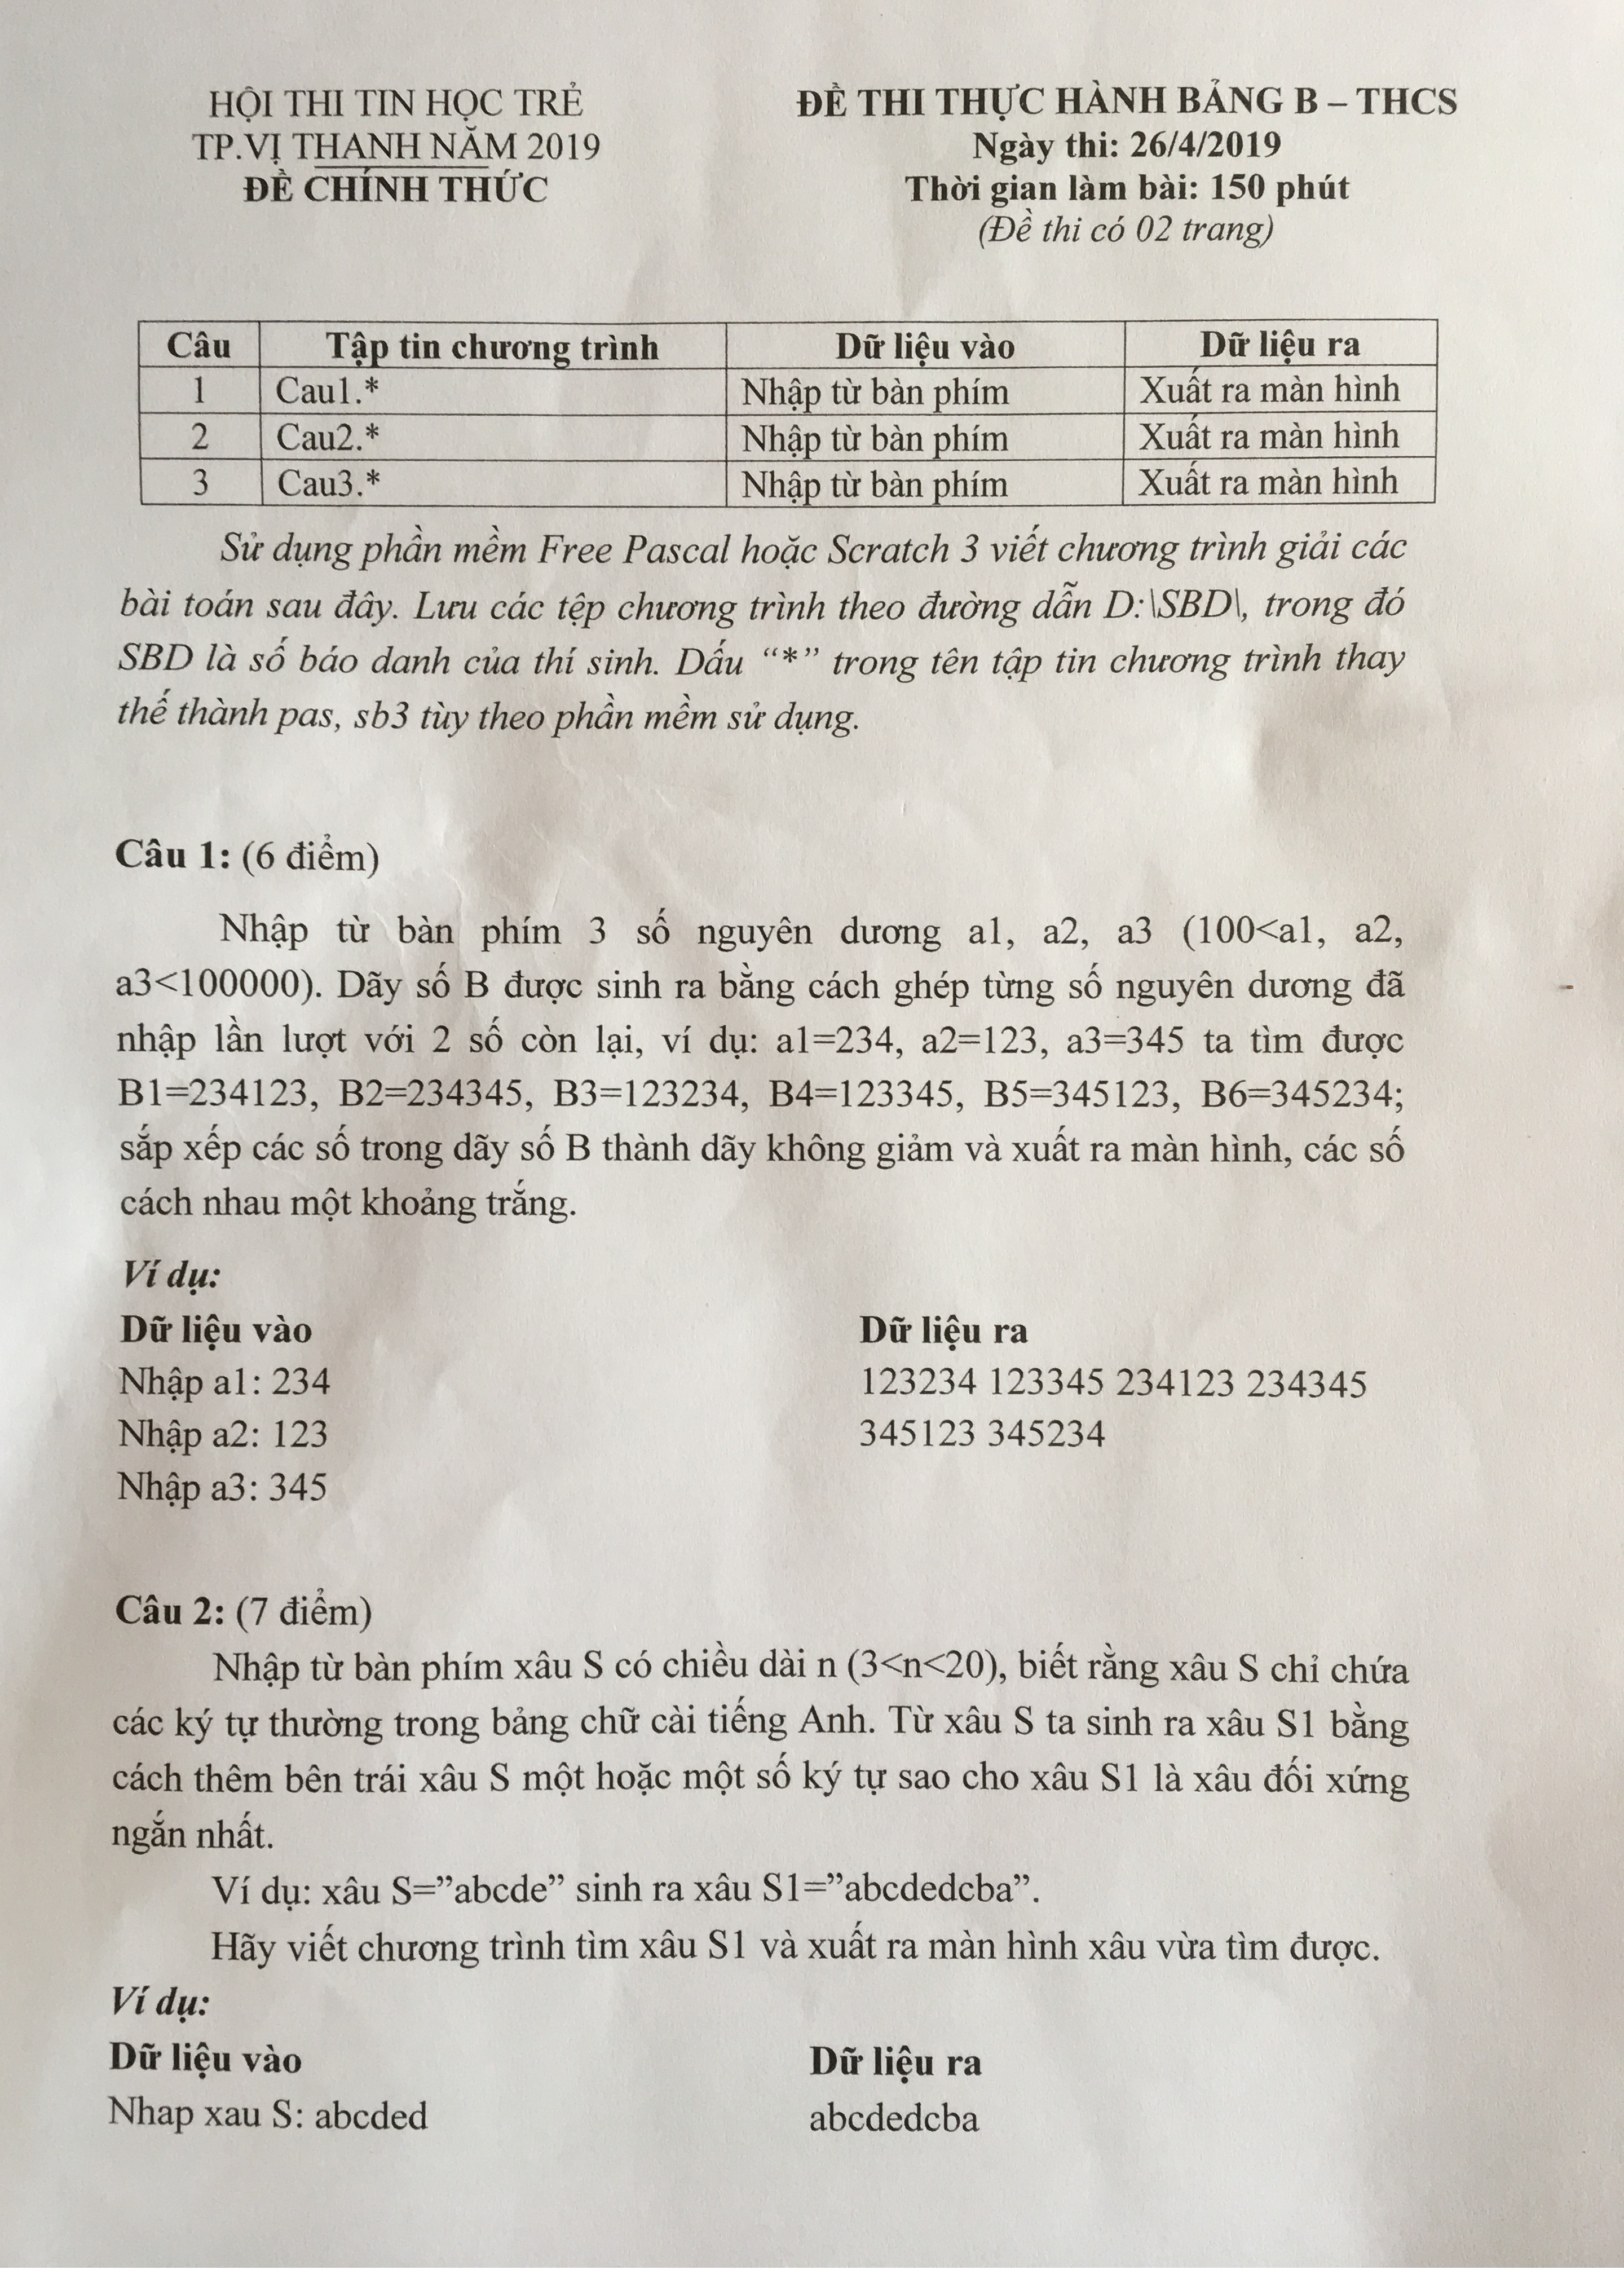 HỘI THI TIN HỌC TRẺ
TP.VỊ THANH NĂM 2019
ĐỀ CHÍNH THỨC
ĐỀ THI THỰC HÀNH BẢNG B – THCS
Ngày thi: 26/4/2019
Thời gian làm bài: 150 phút
(Đề thi có 02 trang)
Câu Tập tin chương trình Dữ liệu vào Dữ liệu ra
1 Cau1.* Nhập từ bàn phím Xuất ra màn hình
2 Cau2.* Nhập từ bàn phím Xuất ra màn hình
3 Cau3.* Nhập từ bàn phím Xuất ra màn hình
Sử dụng phần mềm Free Pascal hoặc Scratch 3 viết chương trình giải các
bài toán sau đây. Lưu các tệp chương trình theo đường dẫn D:\SBD\, trong đó
SBD là số báo danh của thí sinh. Dấu “*” trong tên tập tin chương trình thay
thế thành pas, sb3 tùy theo phần mềm sử dụng.
Câu 1: (6 điểm)
Nhập từ bàn phím 3 số nguyên dương a1, a2, a3 (100<a1, a2,
a3<100000). Dãy số B được sinh ra bằng cách ghép từng số nguyên dương đã
nhập lần lượt với 2 số còn lại, ví dụ: a1=234, a2=123, a3=345 ta tìm được
B1=234123, B2=234345, B3=123234, B4=123345, B5=345123, B6=345234;
sắp xếp các số trong dãy số B thành dãy không giảm và xuất ra màn hình, các số
cách nhau một khoảng trắng.
Ví dụ:
Dữ liệu vào Dữ liệu ra
Nhập a1: 234 123234 123345 234123 234345
Nhập a2: 123 345123 345234
Nhập a3: 345
Câu 2: (7 điểm)
Nhập từ bàn phím xâu S có chiều dài n (3<n<20), biết rằng xâu S chỉ chứa
các ký tự thường trong bảng chữ cài tiếng Anh. Từ xâu S ta sinh ra xâu S1 bằng
cách thêm bên trái xâu S một hoặc một số ký tự sao cho xâu S1 là xâu đối xứng
ngắn nhất.
Ví dụ: xâu S=”abcde” sinh ra xâu S1=”abcdedcba”.
Hãy viết chương trình tìm xâu S1 và xuất ra màn hình xâu vừa tìm được.
Ví dụ:
Dữ liệu vào Dữ liệu ra
Nhap xau S: abcded abcdedcba